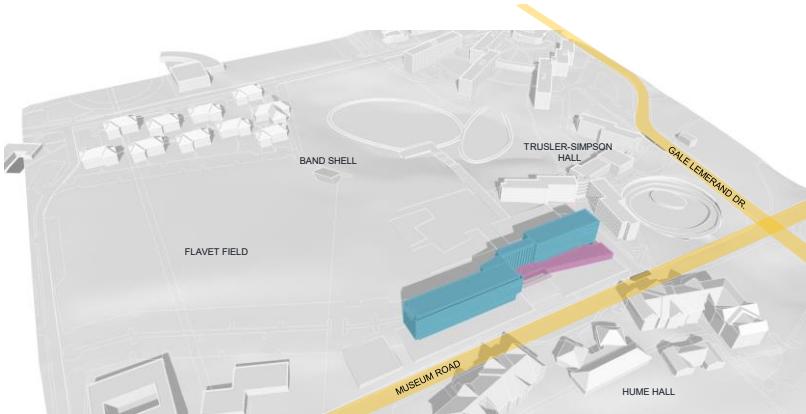 TRUSLER-SIMPSON
HALL
GALE LEMERAND DR.
BAND SHELL
FLAVET FIELD
MUSEUM ROAD
HUME HALL